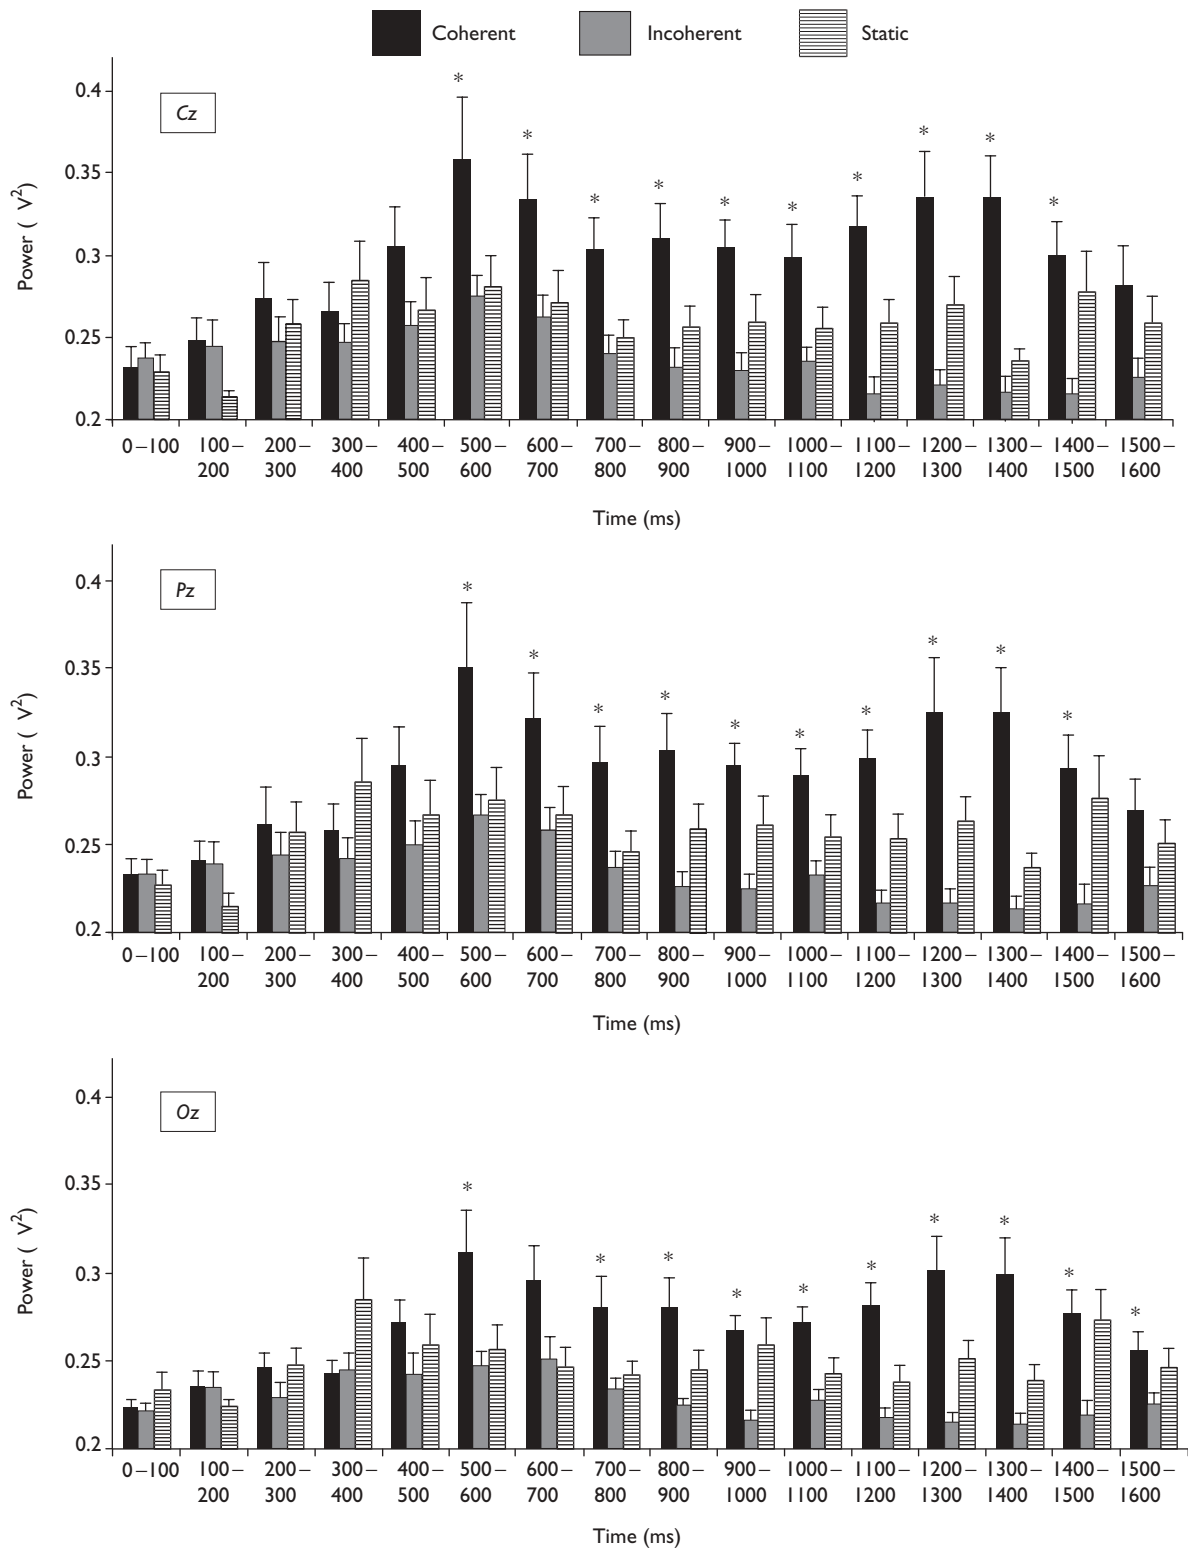 Coherent Incoherent Static
* * * * * * * * * *
0.4
Cz
0.35
0.3
0.25
0.2
Power ( V²)
0–100 100– 200– 300– 400– 500– 600– 700– 800– 900– 1000– 1100– 1200– 1300– 1400– 1500–
200 300 400 500 600 700 800 900 1000 1100 1200 1300 1400 1500 1600
Time (ms)
* * * * * * * * * *
0.4
Pz
0.35
0.3
0.25
0.2
Power ( V²)
0–100 100– 200– 300– 400– 500– 600– 700– 800– 900– 1000– 1100– 1200– 1300– 1400– 1500–
200 300 400 500 600 700 800 900 1000 1100 1200 1300 1400 1500 1600
Time (ms)
0.4
Oz
* * * * * * * * * *
0.35
0.3
0.25
0.2
Power ( V²)
0–100 100– 200– 300– 400– 500– 600– 700– 800– 900– 1000– 1100– 1200– 1300– 1400– 1500–
200 300 400 500 600 700 800 900 1000 1100 1200 1300 1400 1500 1600
Time (ms)